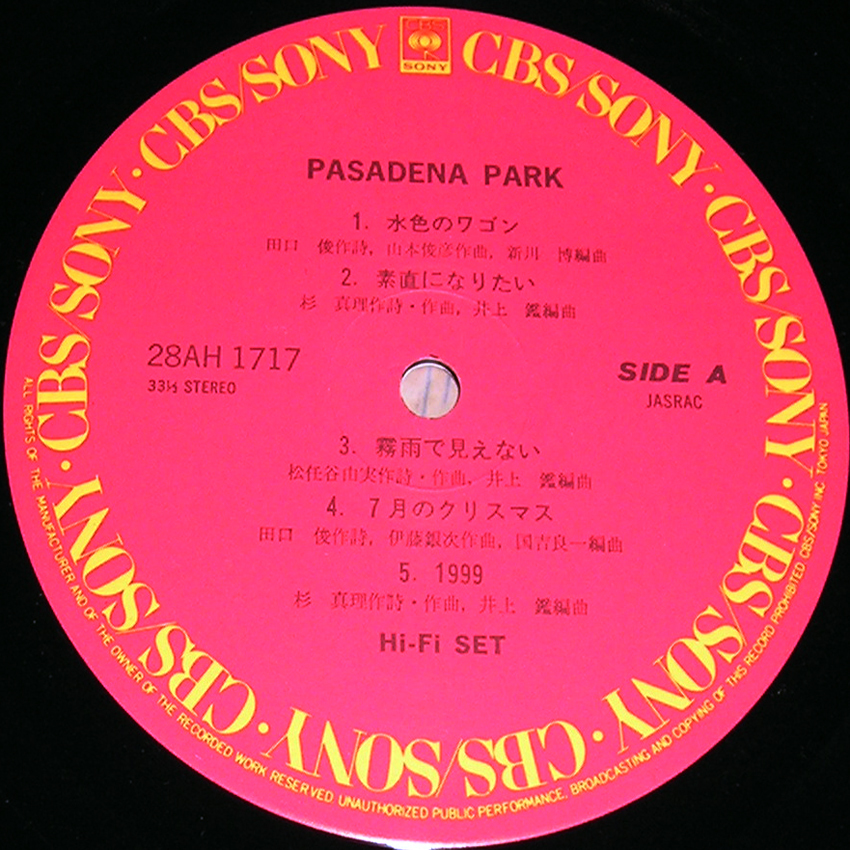 CBS
SONY
CBS/SONY · CBS/SONY · CBS/SONY · CBS/SONY · CBS/SONY · CBS/SONY · CBS/SONY · CBS/SONY
PASADENA PARK
1. 水色のワゴン
田口 俊作詩, 山本俊彦作曲, 新川 博編曲
2. 素直になりたい
杉 真理作詩・作曲, 井上 鑑編曲
28AH 1717
33⅓ STEREO
SIDE A
JASRAC
3. 霧雨で見えない
松任谷由実作詩・作曲, 井上 鑑編曲
4. 7月のクリスマス
田口 俊作詩, 伊藤銀次作曲, 国吉良一編曲
5. 1999
杉 真理作詩・作曲, 井上 鑑編曲
Hi-Fi SET
ALL RIGHTS OF THE MANUFACTURER AND OF THE OWNER OF THE RECORDED WORK RESERVED. UNAUTHORIZED PUBLIC PERFORMANCE, BROADCASTING AND COPYING OF THIS RECORD PROHIBITED CBS/SONY INC. TOKYO JAPAN